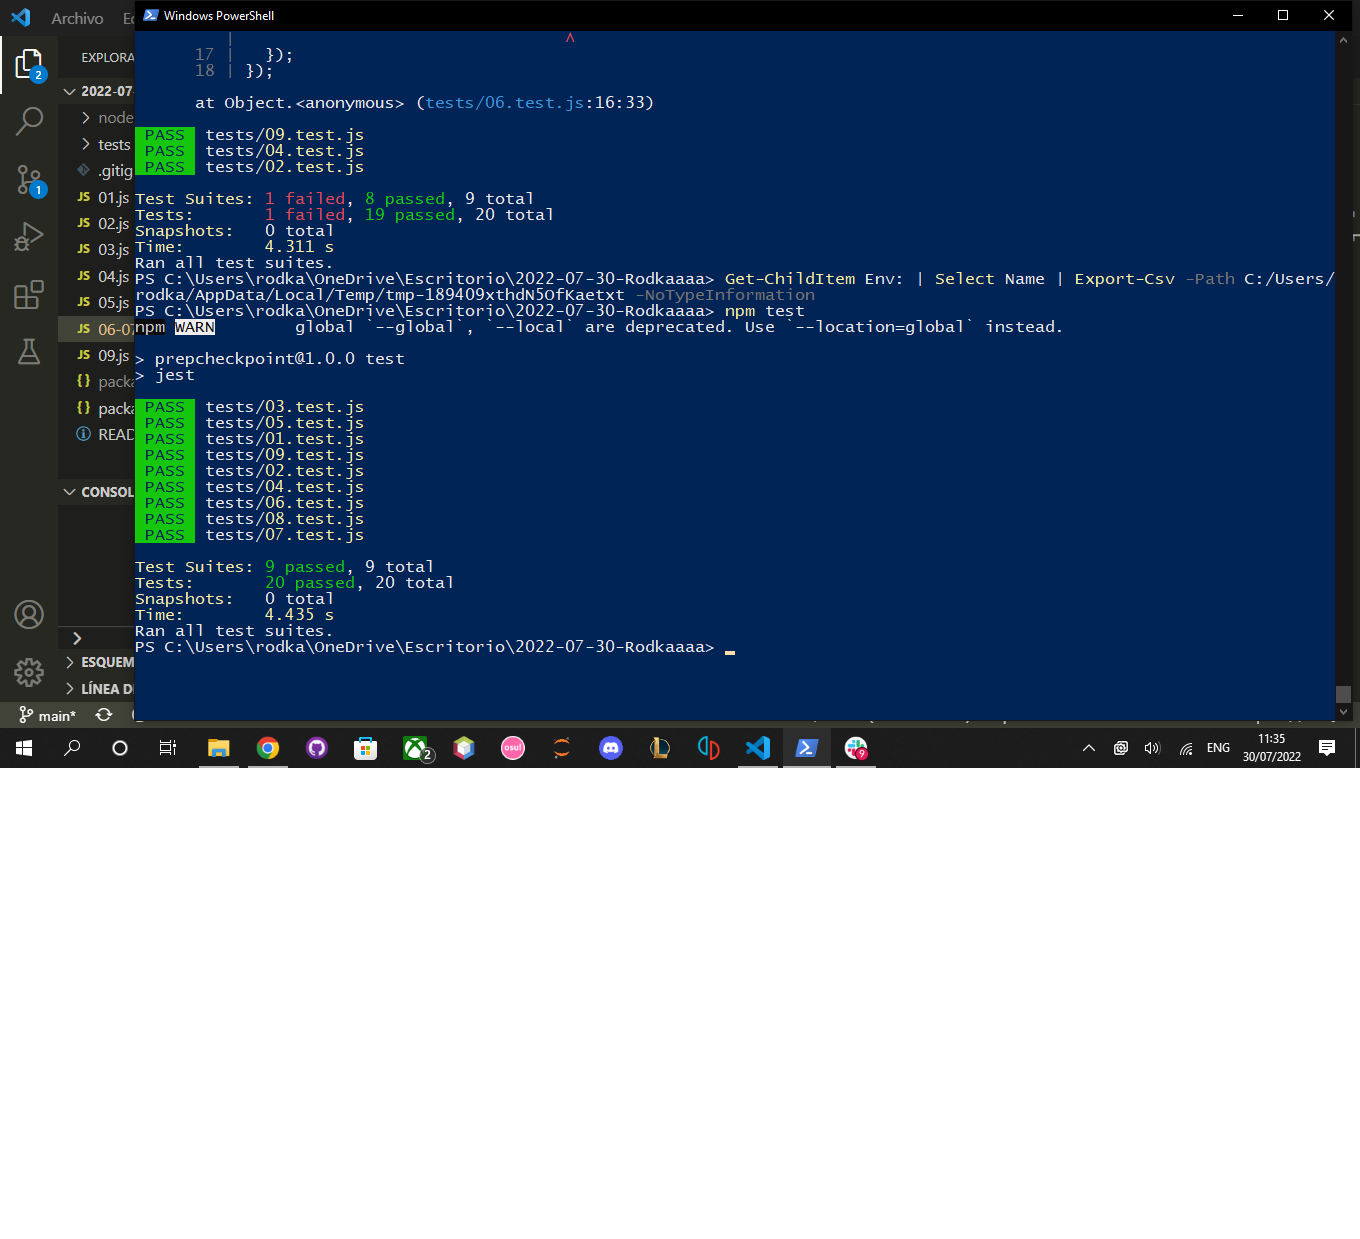 Archivo
Windows PowerShell
EXPLORA
2
2022-07
node
tests
.gitig
JS 01.js
JS 02.js
JS 03.js
JS 04.js
JS 05.js
JS 06-07
JS 09.js
{} packa
{} packa
READ
CONSOL
ESQUEM
LÍNEA D
1
|                                  ^
17 |   });
18 | });
at Object.<anonymous> (tests/06.test.js:16:33)
PASS tests/09.test.js
PASS tests/04.test.js
PASS tests/02.test.js
Test Suites: 1 failed, 8 passed, 9 total
Tests:       1 failed, 19 passed, 20 total
Snapshots:   0 total
Time:        4.311 s
Ran all test suites.
PS C:\Users\rodka\OneDrive\Escritorio\2022-07-30-Rodkaaaa> Get-ChildItem Env: | Select Name | Export-Csv -Path C:/Users/
rodka/AppData/Local/Temp/tmp-189409xthdN5OfKaetxt -NoTypeInformation
PS C:\Users\rodka\OneDrive\Escritorio\2022-07-30-Rodkaaaa> npm test
npm WARN        global `--global`, `--local` are deprecated. Use `--location=global` instead.
> prepcheckpoint@1.0.0 test
> jest
PASS tests/03.test.js
PASS tests/05.test.js
PASS tests/01.test.js
PASS tests/09.test.js
PASS tests/02.test.js
PASS tests/04.test.js
PASS tests/06.test.js
PASS tests/08.test.js
PASS tests/07.test.js
Test Suites: 9 passed, 9 total
Tests:       20 passed, 20 total
Snapshots:   0 total
Time:        4.435 s
Ran all test suites.
PS C:\Users\rodka\OneDrive\Escritorio\2022-07-30-Rodkaaaa>
main*
2
osu!
9
ENG
11:35
30/07/2022